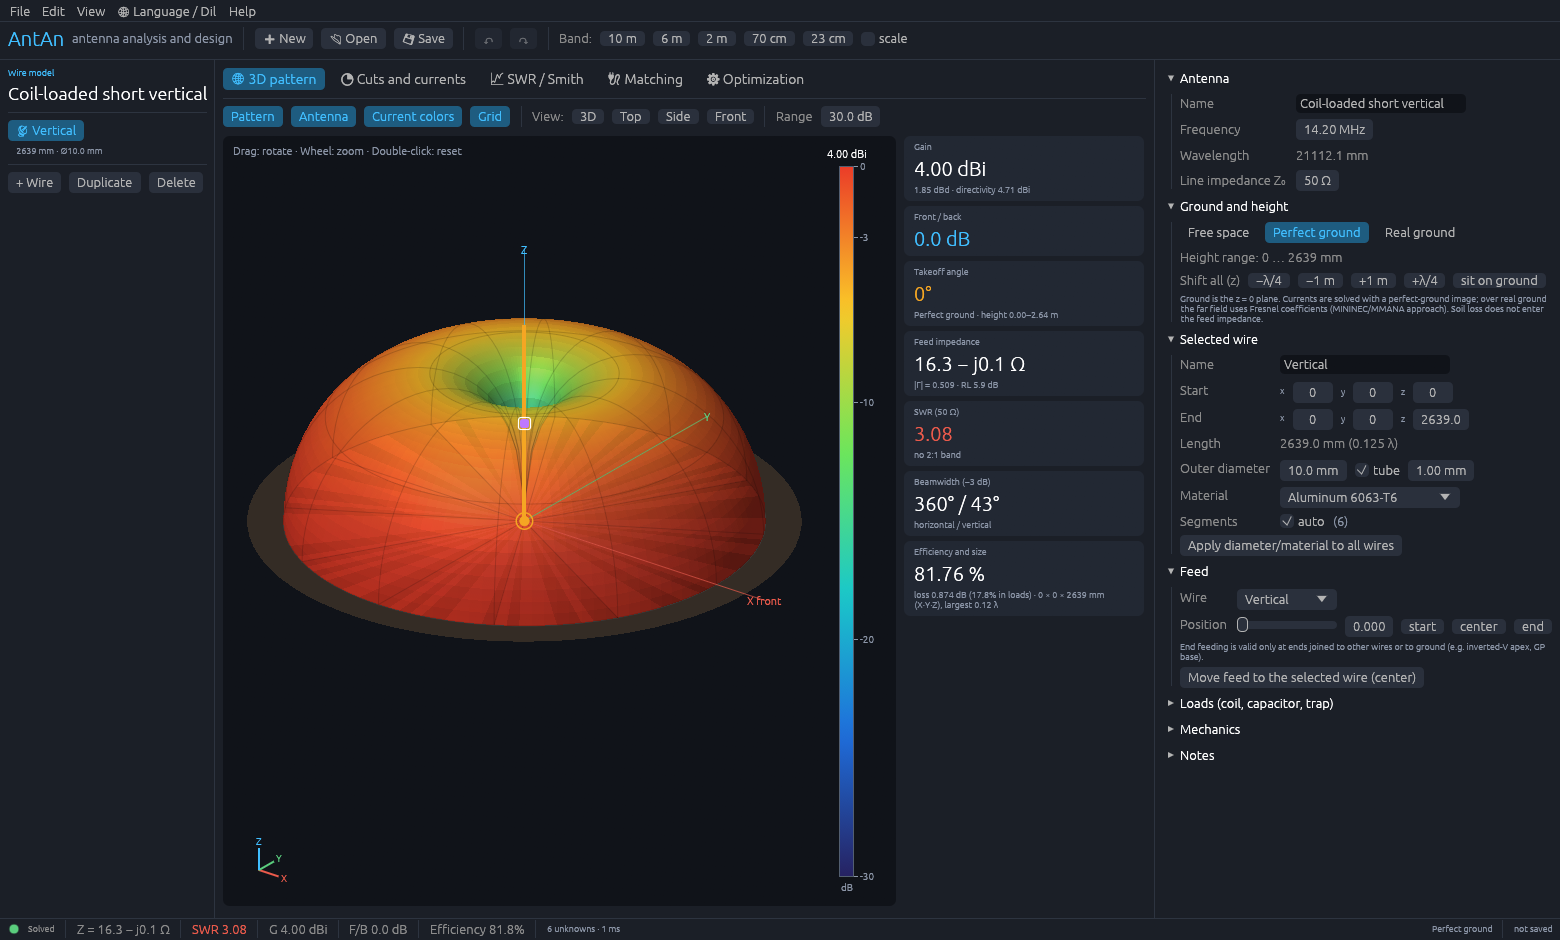 File Edit View Language / Dil Help
AntAn antenna analysis and design + New Open Save Band: 10 m 6 m 2 m 70 cm 23 cm scale
Wire model
Coil-loaded short vertical
Vertical
2639 mm · Ø10.0 mm
+ Wire Duplicate Delete
3D pattern Cuts and currents SWR / Smith Matching Optimization
Pattern Antenna Current colors Grid View: 3D Top Side Front Range 30.0 dB
Drag: rotate · Wheel: zoom · Double-click: reset
4.00 dBi
0
-3
-10
-20
-30
dB
Z
Y
X front
Z
Y
X
Gain
4.00 dBi
1.85 dBd · directivity 4.71 dBi
Front / back
0.0 dB
Takeoff angle
0°
Perfect ground · height 0.00–2.64 m
Feed impedance
16.3 – j0.1 Ω
|Γ| = 0.509 · RL 5.9 dB
SWR (50 Ω)
3.08
no 2:1 band
Beamwidth (–3 dB)
360° / 43°
horizontal / vertical
Efficiency and size
81.76 %
loss 0.874 dB (17.8% in loads) · 0 × 0 × 2639 mm
(X·Y·Z), largest 0.12 λ
Antenna
Name Coil-loaded short vertical
Frequency 14.20 MHz
Wavelength 21112.1 mm
Line impedance Z₀ 50 Ω
Ground and height
Free space Perfect ground Real ground
Height range: 0 … 2639 mm
Shift all (z) −λ/4 −1 m +1 m +λ/4 sit on ground
Ground is the z = 0 plane. Currents are solved with a perfect-ground image; over real ground
the far field uses Fresnel coefficients (MININEC/MMANA approach). Soil loss does not enter
the feed impedance.
Selected wire
Name Vertical
Start x 0 y 0 z 0
End x 0 y 0 z 2639.0
Length 2639.0 mm (0.125 λ)
Outer diameter 10.0 mm tube 1.00 mm
Material Aluminum 6063-T6
Segments auto (6)
Apply diameter/material to all wires
Feed
Wire Vertical
Position 0.000 start center end
End feeding is valid only at ends joined to other wires or to ground (e.g. inverted-V apex, GP
base).
Move feed to the selected wire (center)
Loads (coil, capacitor, trap)
Mechanics
Notes
Solved Z = 16.3 – j0.1 Ω SWR 3.08 G 4.00 dBi F/B 0.0 dB Efficiency 81.8% 6 unknowns · 1 ms Perfect ground not saved